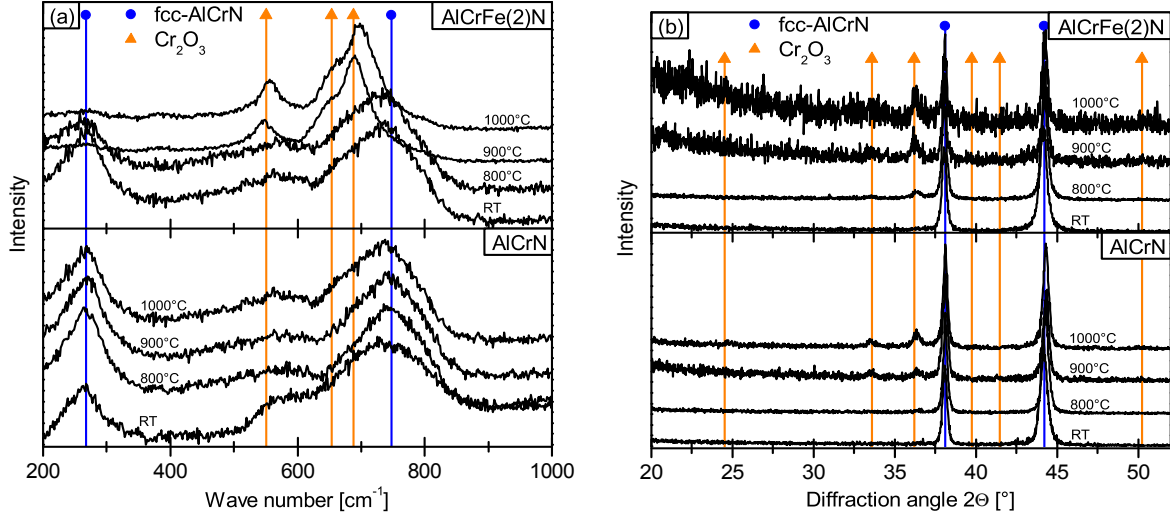 (a)
fcc-AlCrN
Cr₂O₃
AlCrFe(2)N
1000°C
900°C
800°C
RT
AlCrN
1000°C
900°C
800°C
RT
Intensity
200 400 600 800 1000
Wave number [cm⁻¹]
(b)
fcc-AlCrN
Cr₂O₃
AlCrFe(2)N
1000°C
900°C
800°C
RT
AlCrN
1000°C
900°C
800°C
RT
Intensity
20 25 30 35 40 45 50
Diffraction angle 2Θ [°]